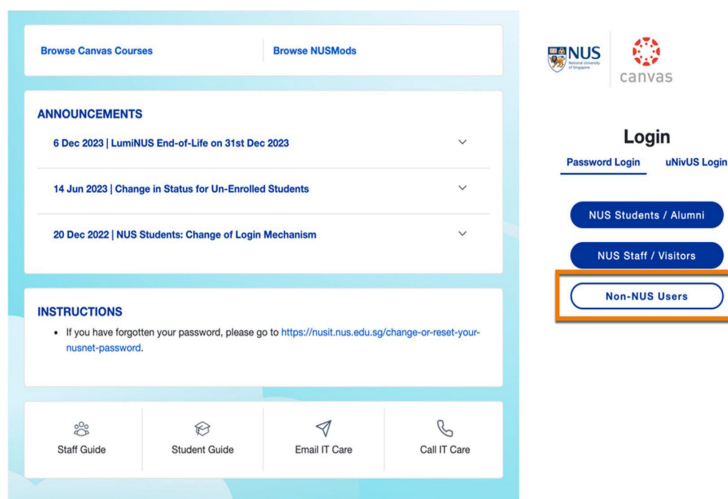 Browse Canvas Courses
Browse NUSMods
ANNOUNCEMENTS
6 Dec 2023 | LumiNUS End-of-Life on 31st Dec 2023
14 Jun 2023 | Change in Status for Un-Enrolled Students
20 Dec 2022 | NUS Students: Change of Login Mechanism
INSTRUCTIONS
• If you have forgotten your password, please go to https://nusit.nus.edu.sg/change-or-reset-your-
nusnet-password.
Staff Guide
Student Guide
Email IT Care
Call IT Care
NUS
National University
of Singapore
canvas
Login
Password Login
uNivUS Login
NUS Students / Alumni
NUS Staff / Visitors
Non-NUS Users